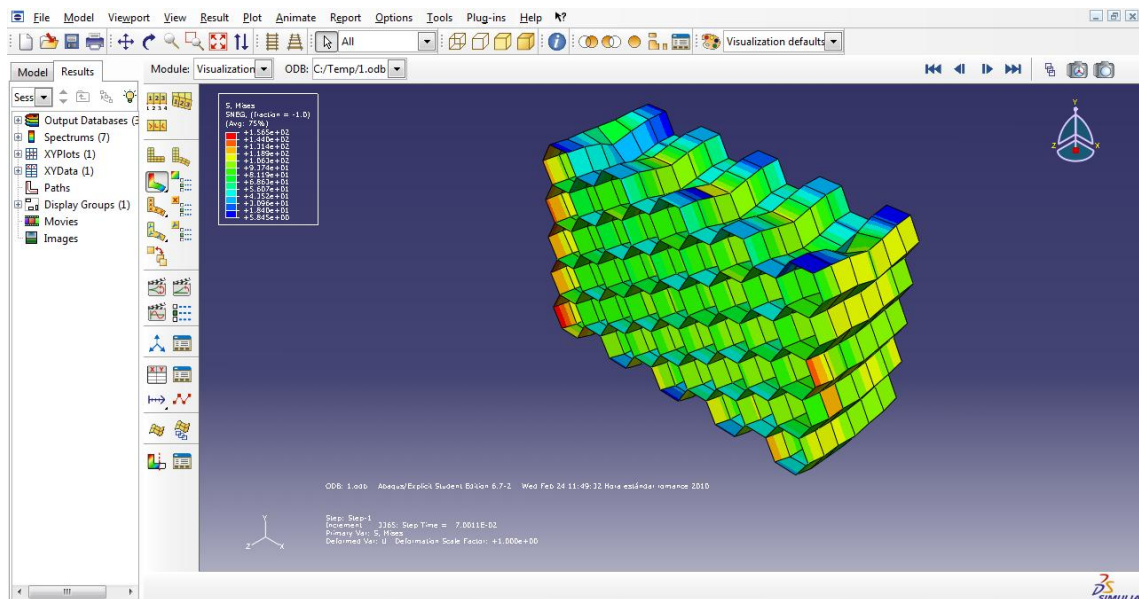 File Model Viewport View Result Plot Animate Report Options Tools Plug-ins Help
All
Visualization defaults
Model Results Module: Visualization ODB: C:/Temp/1.odb
Sess
Output Databases (
Spectrums (7)
XYPlots (1)
XYData (1)
Paths
Display Groups (1)
Movies
Images
S, Mises
SNEG, (fraction = -1.0)
(Avg: 75%)
+1.565e+02
+1.440e+02
+1.314e+02
+1.189e+02
+1.063e+02
+9.374e+01
+8.119e+01
+6.863e+01
+5.607e+01
+4.352e+01
+3.096e+01
+1.840e+01
+5.845e+00
Y
Z X
ODB: 1.odb Abaqus/Explicit Student Edition 6.7-2 Wed Feb 24 11:49:32 Hora estándar romance 2010
Step: Step-1
Increment 3365: Step Time = 7.0011E-02
Primary Var: S, Mises
Deformed Var: U Deformation Scale Factor: +1.000e+00
Y
Z X
SIMULIA